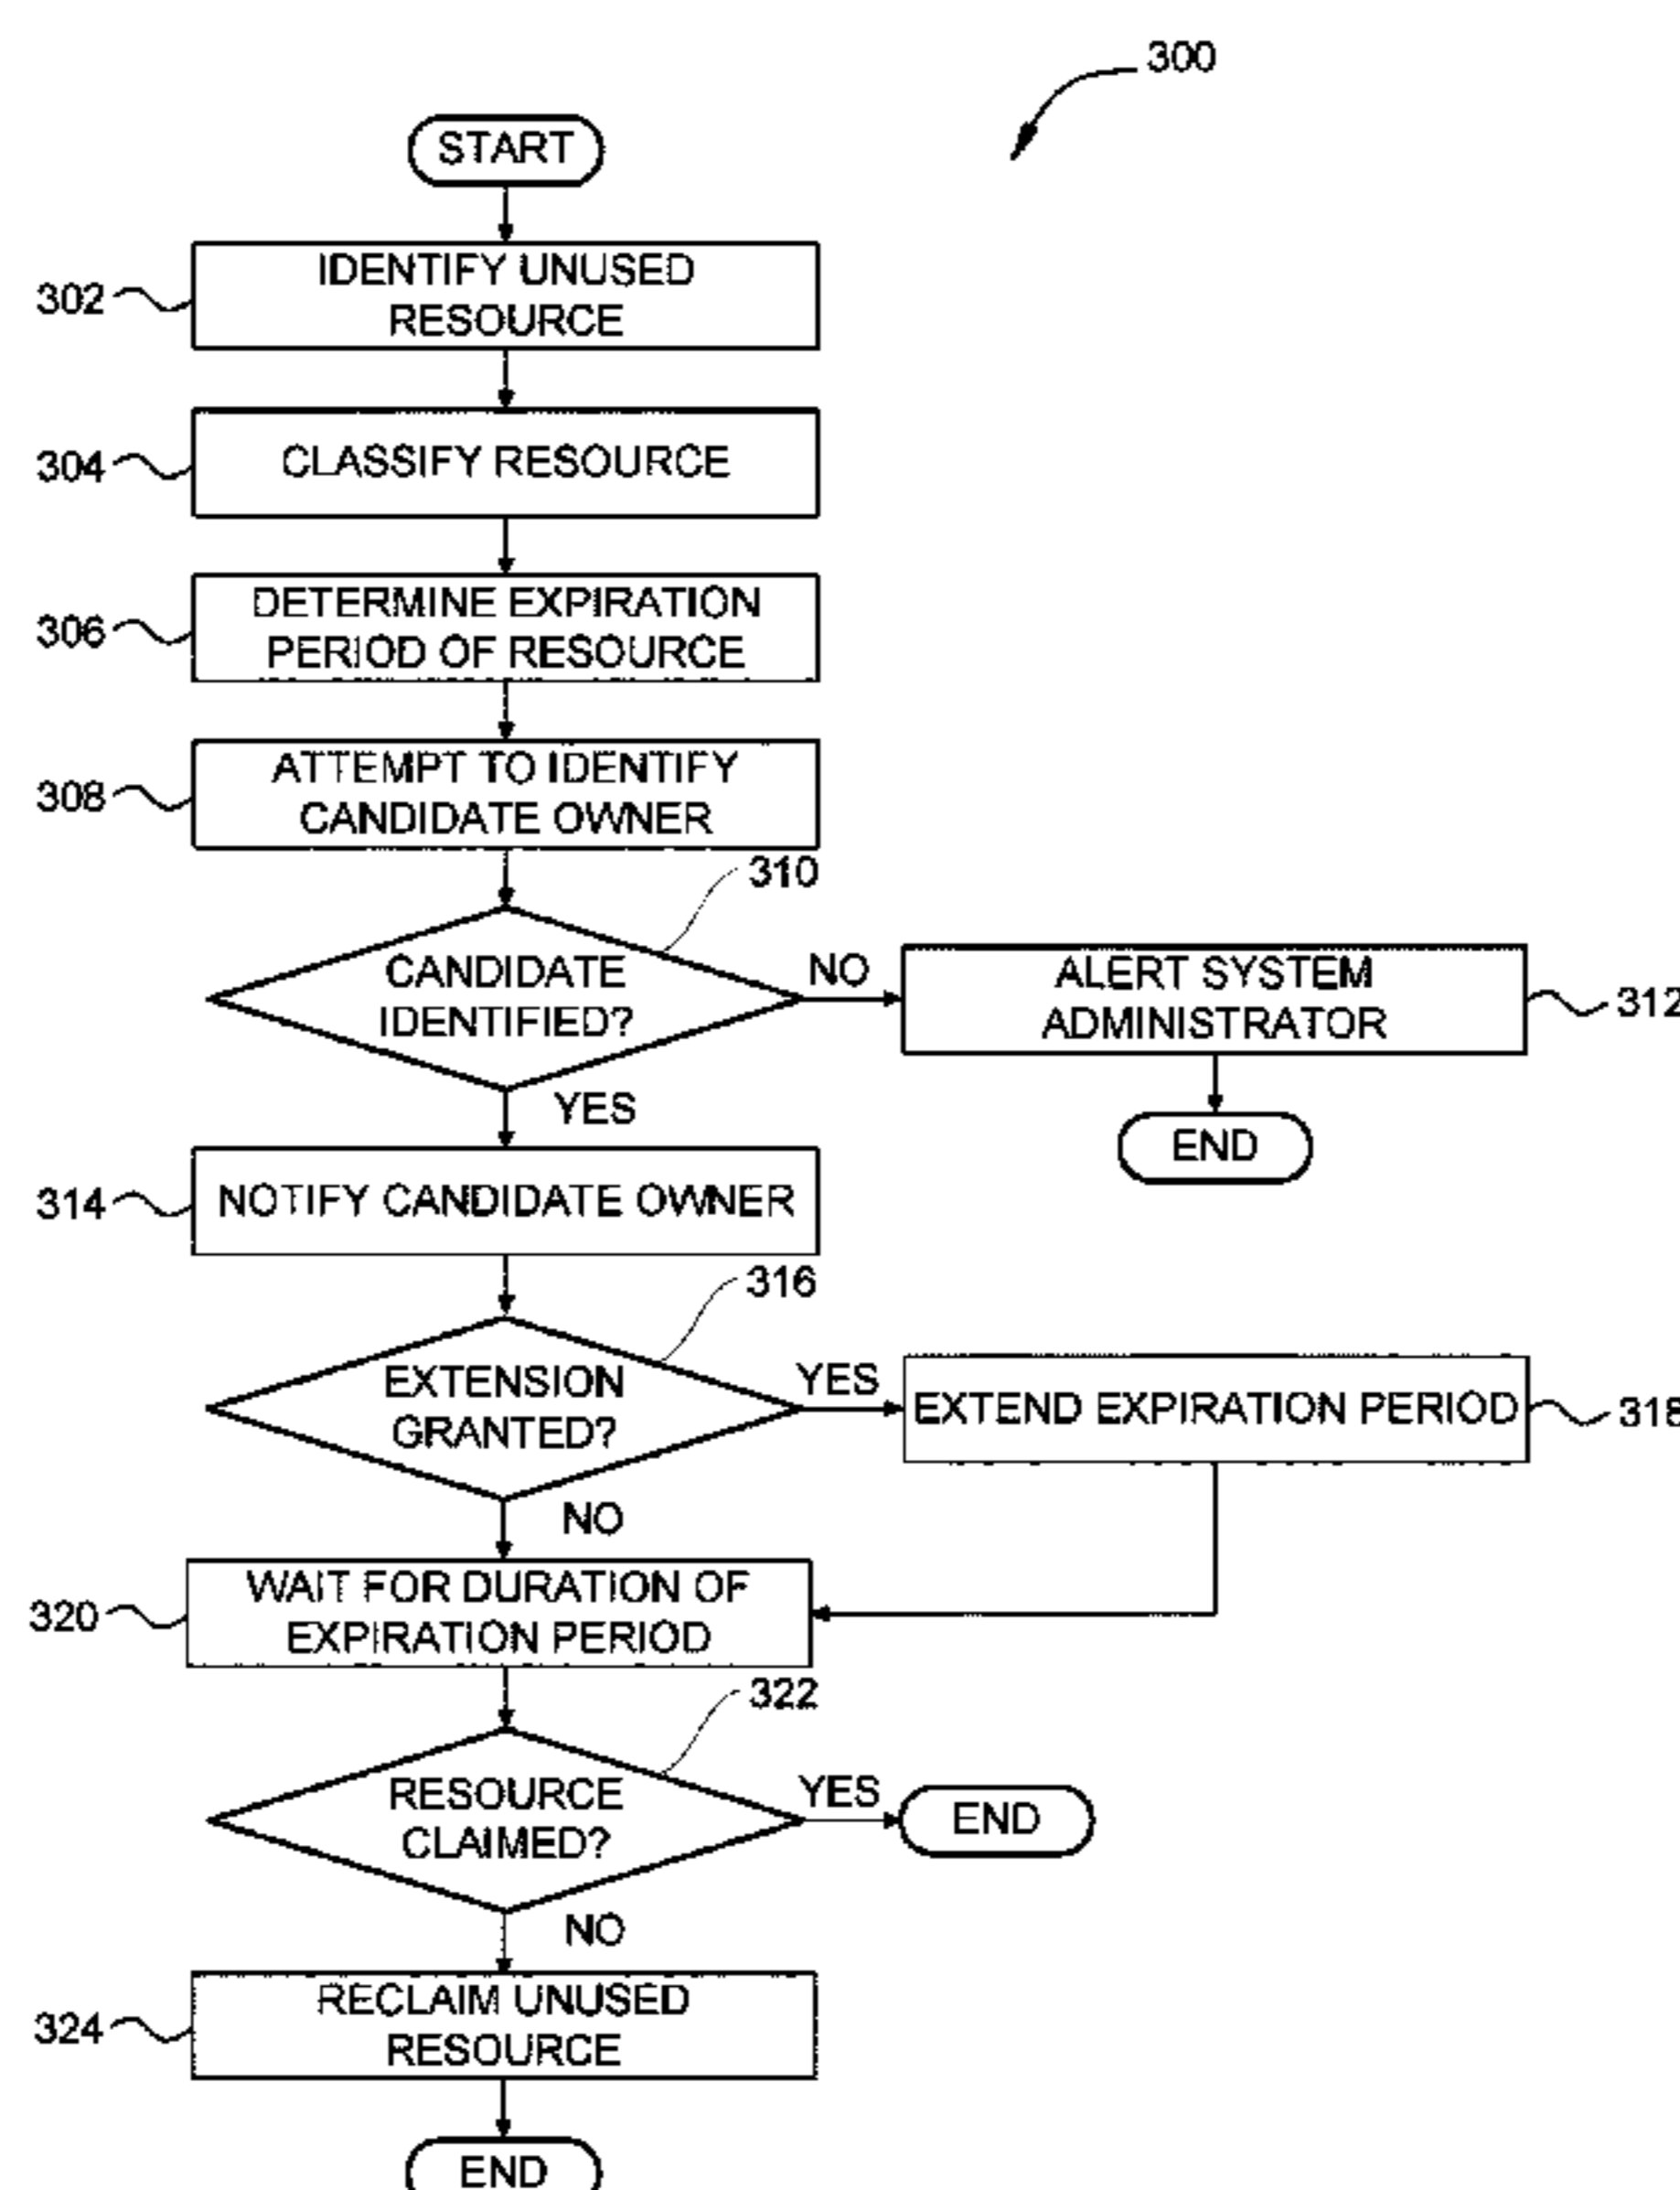 300
START
302
IDENTIFY UNUSED
RESOURCE
304
CLASSIFY RESOURCE
306
DETERMINE EXPIRATION
PERIOD OF RESOURCE
308
ATTEMPT TO IDENTIFY
CANDIDATE OWNER
310
CANDIDATE
IDENTIFIED?
NO
ALERT SYSTEM
ADMINISTRATOR
312
YES
END
314
NOTIFY CANDIDATE OWNER
316
EXTENSION
GRANTED?
YES
EXTEND EXPIRATION PERIOD
318
NO
320
WAIT FOR DURATION OF
EXPIRATION PERIOD
322
RESOURCE
CLAIMED?
YES
END
NO
324
RECLAIM UNUSED
RESOURCE
END